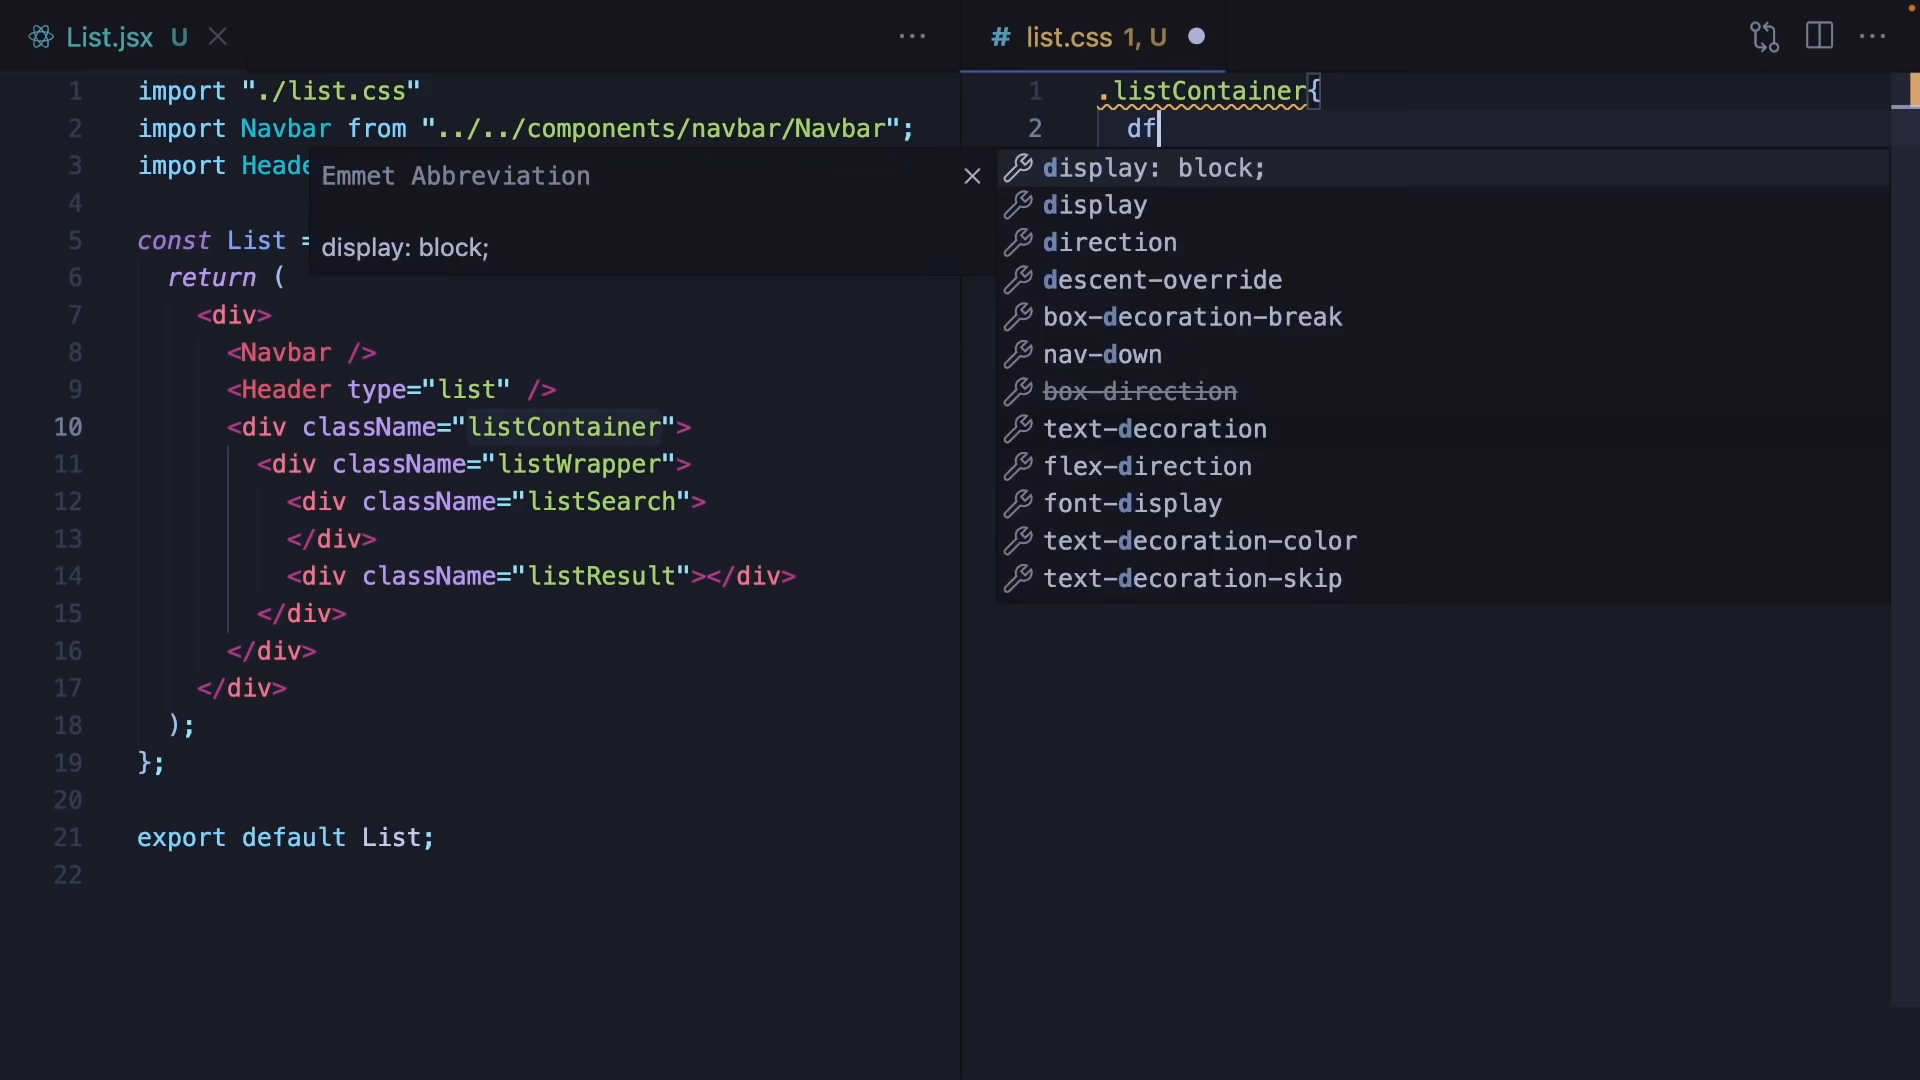 List.jsx U
1 import "./list.css"
2 import Navbar from "../../components/navbar/Navbar";
3 import Heade
4
5 const List =
6 return (
7 <div>
8 <Navbar />
9 <Header type="list" />
10 <div className="listContainer">
11 <div className="listWrapper">
12 <div className="listSearch">
13 </div>
14 <div className="listResult"></div>
15 </div>
16 </div>
17 </div>
18 );
19 };
20
21 export default List;
22
Emmet Abbreviation
display: block;
# list.css 1, U
1 .listContainer{
2 df
display: block;
display
direction
descent-override
box-decoration-break
nav-down
box-direction
text-decoration
flex-direction
font-display
text-decoration-color
text-decoration-skip